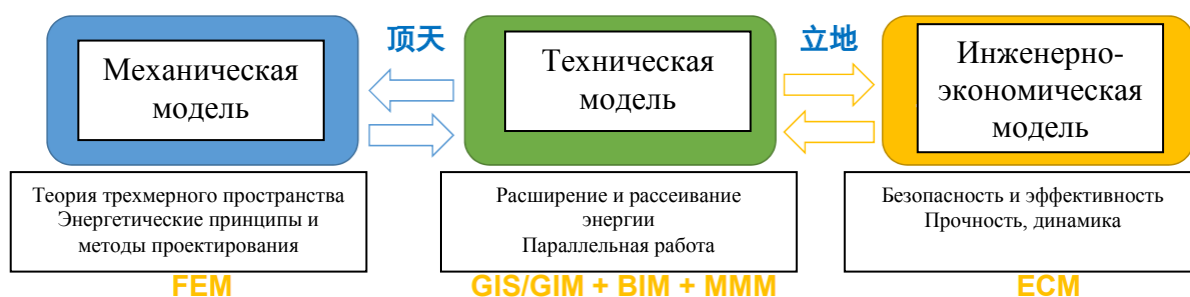 Механическая
модель
顶天
Техническая
модель
立地
Инженерно-
экономическая
модель
Теория трехмерного пространства
Энергетические принципы и
методы проектирования
Расширение и рассеивание
энергии
Параллельная работа
Безопасность и эффективность
Прочность, динамика
FEM
GIS/GIM + BIM + MMM
ECM